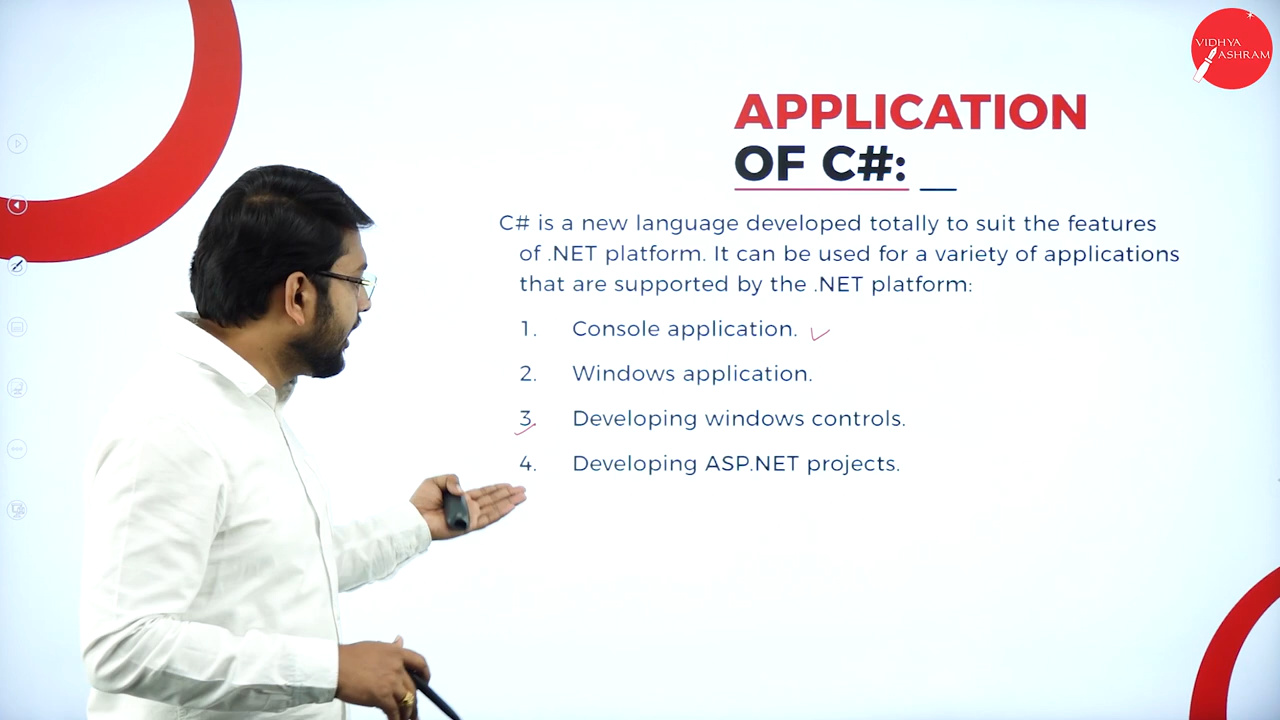 VIDHYA
ASHRAM
APPLICATION
OF C#:
C# is a new language developed totally to suit the features
of .NET platform. It can be used for a variety of applications
that are supported by the .NET platform:
1. Console application.
2. Windows application.
3. Developing windows controls.
4. Developing ASP.NET projects.